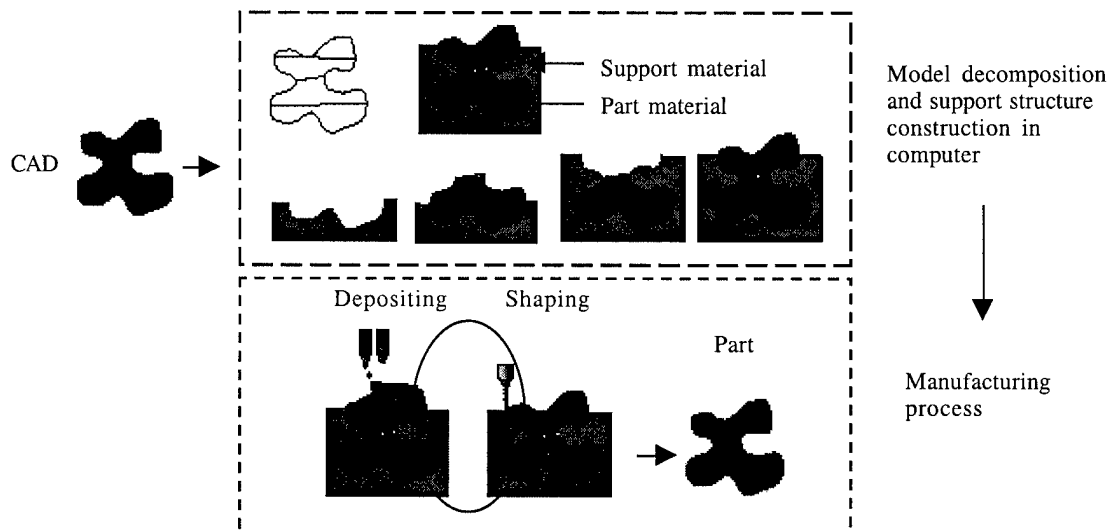 CAD
Support material
Part material
Model decomposition
and support structure
construction in
computer
Depositing
Shaping
Part
Manufacturing
process